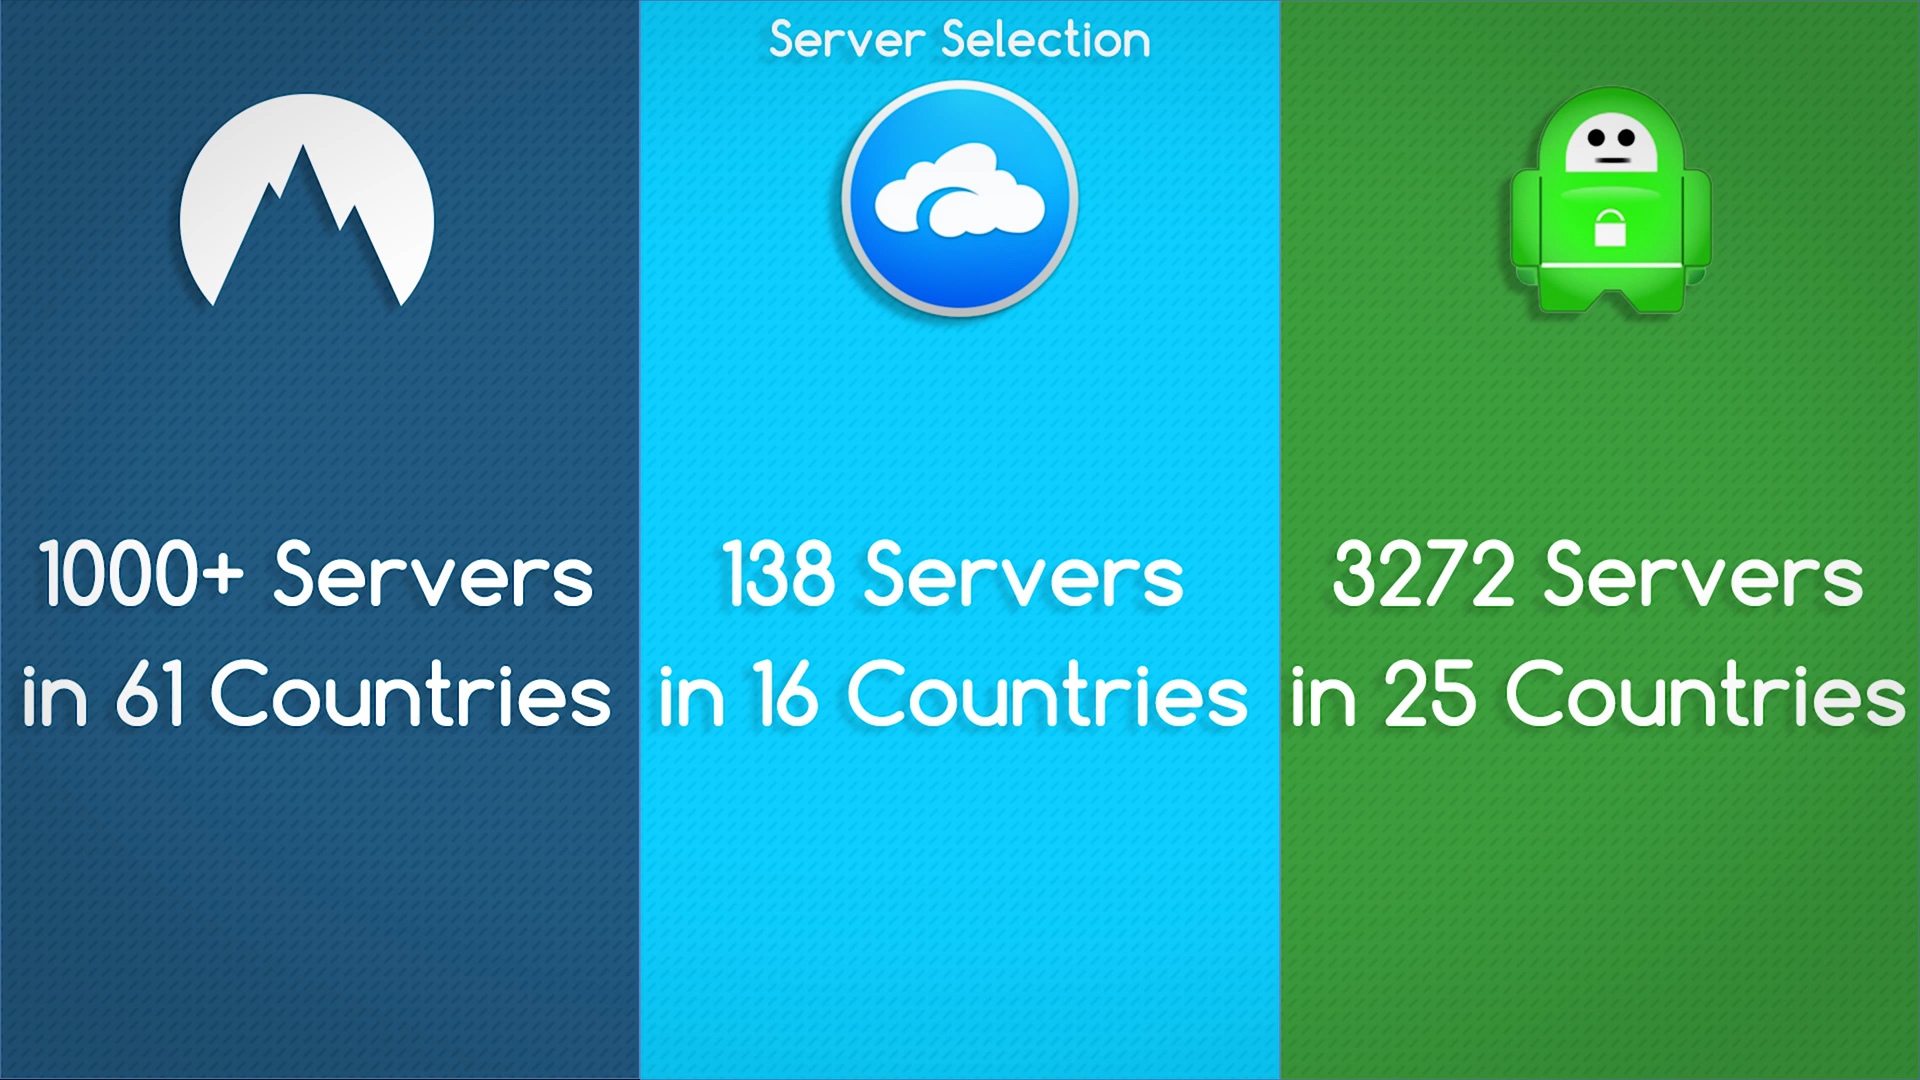 Server Selection
1000+ Servers
in 61 Countries
138 Servers
in 16 Countries
3272 Servers
in 25 Countries